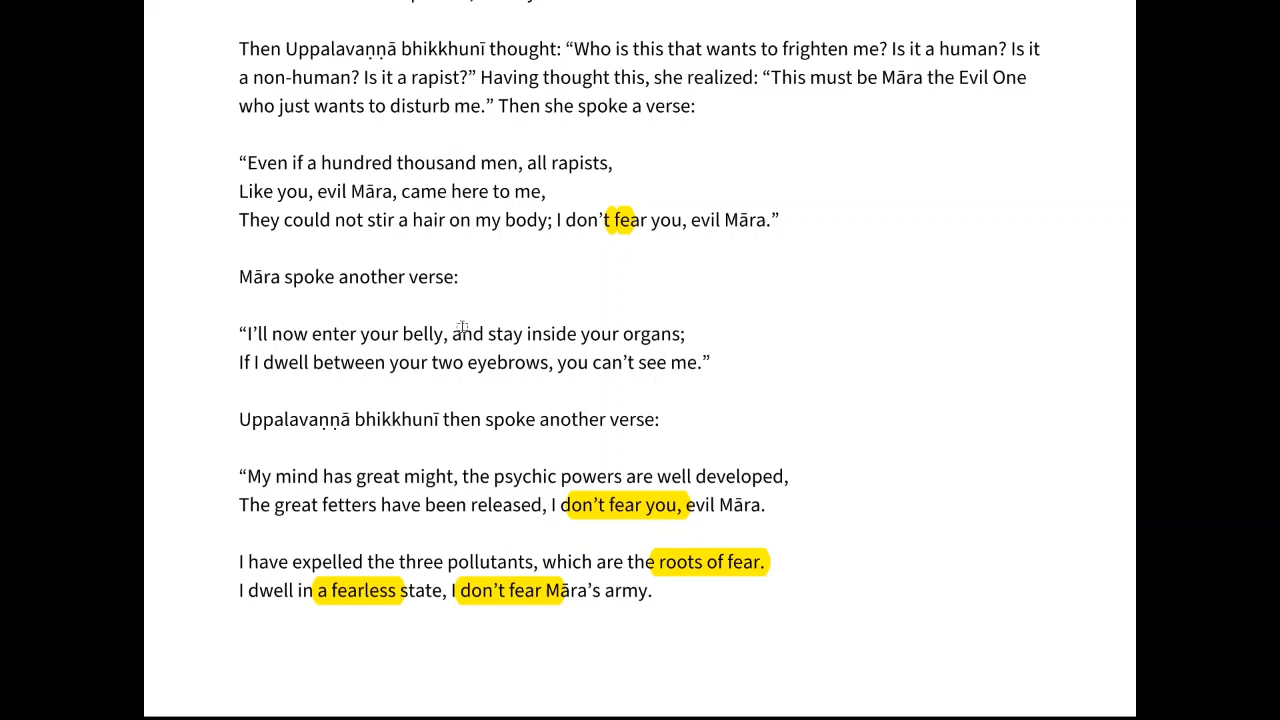 Then Uppalavaṇṇā bhikkhunī thought: “Who is this that wants to frighten me? Is it a human? Is it
a non-human? Is it a rapist?” Having thought this, she realized: “This must be Māra the Evil One
who just wants to disturb me.” Then she spoke a verse:
“Even if a hundred thousand men, all rapists,
Like you, evil Māra, came here to me,
They could not stir a hair on my body; I don’t fear you, evil Māra.”
Māra spoke another verse:
“I’ll now enter your belly, and stay inside your organs;
If I dwell between your two eyebrows, you can’t see me.”
Uppalavaṇṇā bhikkhunī then spoke another verse:
“My mind has great might, the psychic powers are well developed,
The great fetters have been released, I don’t fear you, evil Māra.
I have expelled the three pollutants, which are the roots of fear.
I dwell in a fearless state, I don’t fear Māra’s army.